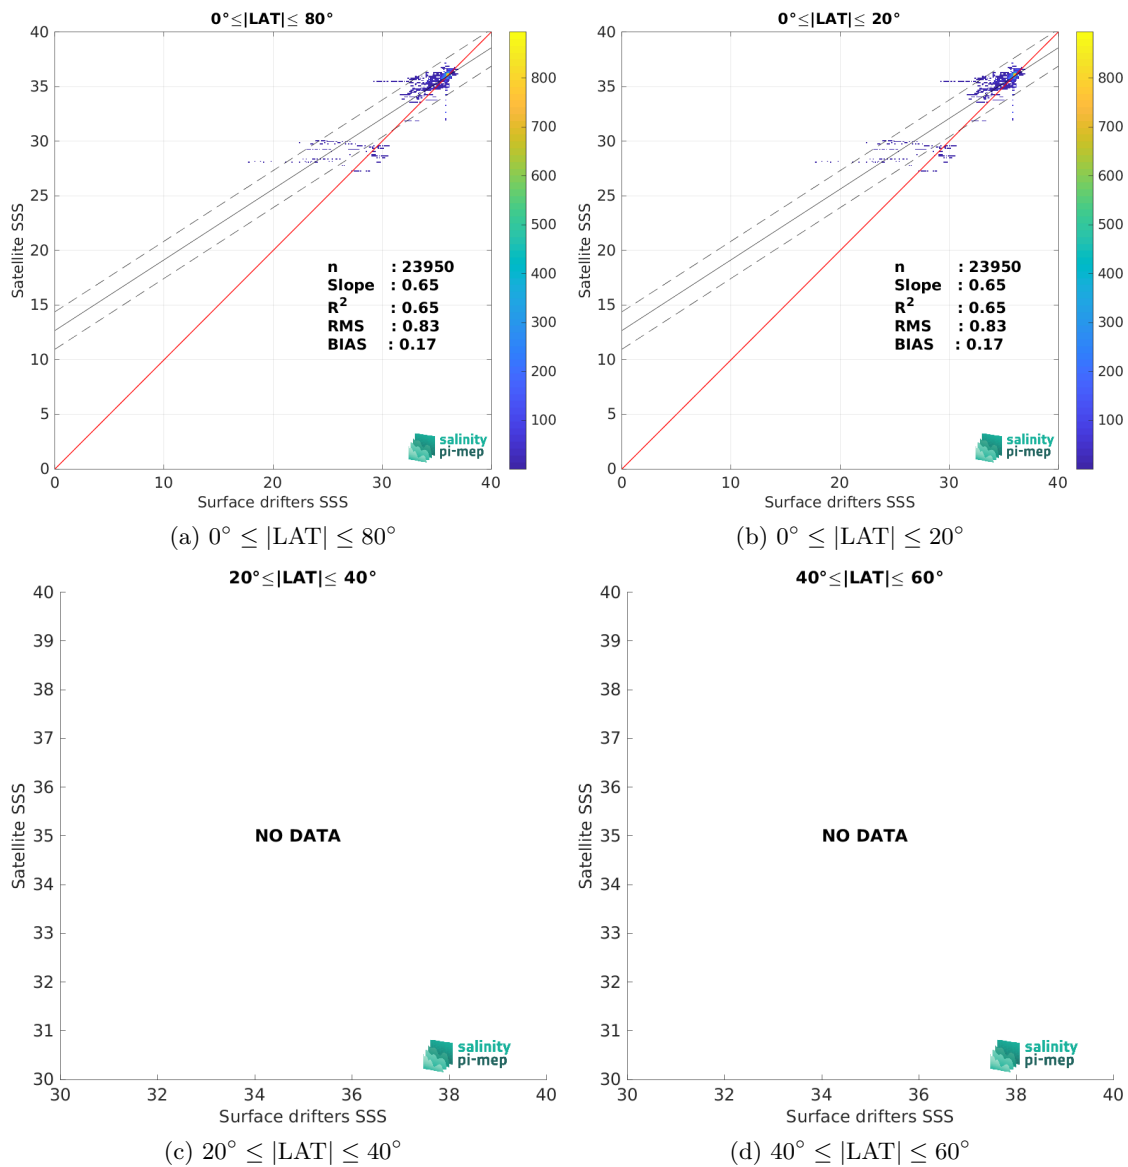 0°≤|LAT|≤ 80°
40
35
30
25
20
15
10
5
0
0
10
20
30
40
Satellite SSS
Surface drifters SSS
n : 23950
Slope : 0.65
R² : 0.65
RMS : 0.83
BIAS : 0.17
salinity
pi-mep
800
700
600
500
400
300
200
100
(a) 0° ≤ |LAT| ≤ 80°
0°≤|LAT|≤ 20°
40
35
30
25
20
15
10
5
0
0
10
20
30
40
Satellite SSS
Surface drifters SSS
n : 23950
Slope : 0.65
R² : 0.65
RMS : 0.83
BIAS : 0.17
salinity
pi-mep
800
700
600
500
400
300
200
100
(b) 0° ≤ |LAT| ≤ 20°
20°≤|LAT|≤ 40°
40
39
38
37
36
35
34
33
32
31
30
30
32
34
36
38
40
Satellite SSS
Surface drifters SSS
NO DATA
salinity
pi-mep
(c) 20° ≤ |LAT| ≤ 40°
40°≤|LAT|≤ 60°
40
39
38
37
36
35
34
33
32
31
30
30
32
34
36
38
40
Satellite SSS
Surface drifters SSS
NO DATA
salinity
pi-mep
(d) 40° ≤ |LAT| ≤ 60°